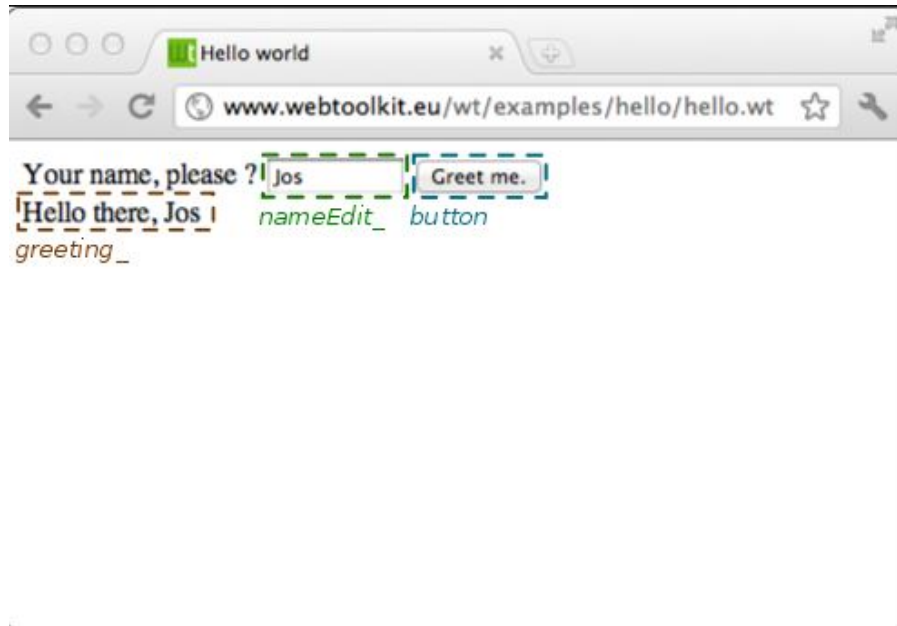 Wt Hello world
www.webtoolkit.eu/wt/examples/hello/hello.wt
Your name, please ? Jos Greet me.
Hello there, Jos
nameEdit_ button
greeting_